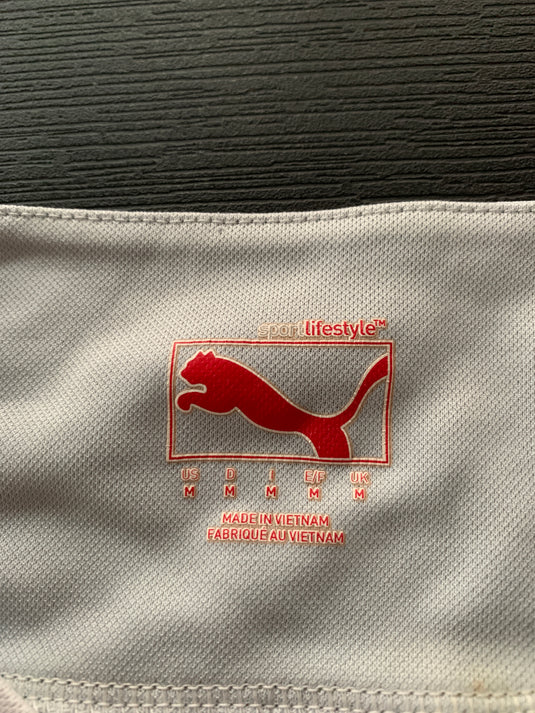 sportlifestyle™
US D I E/F UK
M M M M M
MADE IN VIETNAM
FABRIQUÉ AU VIETNAM